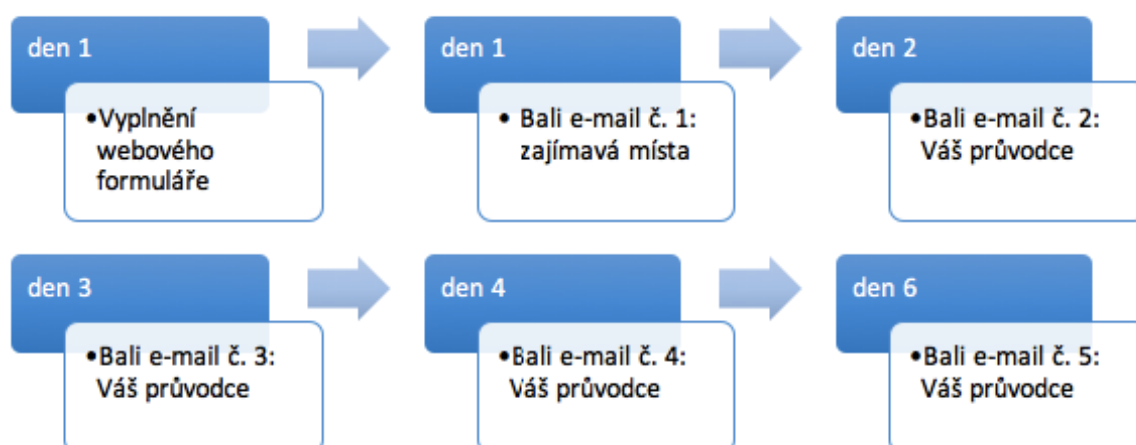 den 1
•Vyplnění
webového
formuláře
den 1
• Bali e-mail č. 1:
zajímavá místa
den 2
•Bali e-mail č. 2:
Váš průvodce
den 3
•Bali e-mail č. 3:
Váš průvodce
den 4
•Bali e-mail č. 4:
Váš průvodce
den 6
•Bali e-mail č. 5:
Váš průvodce